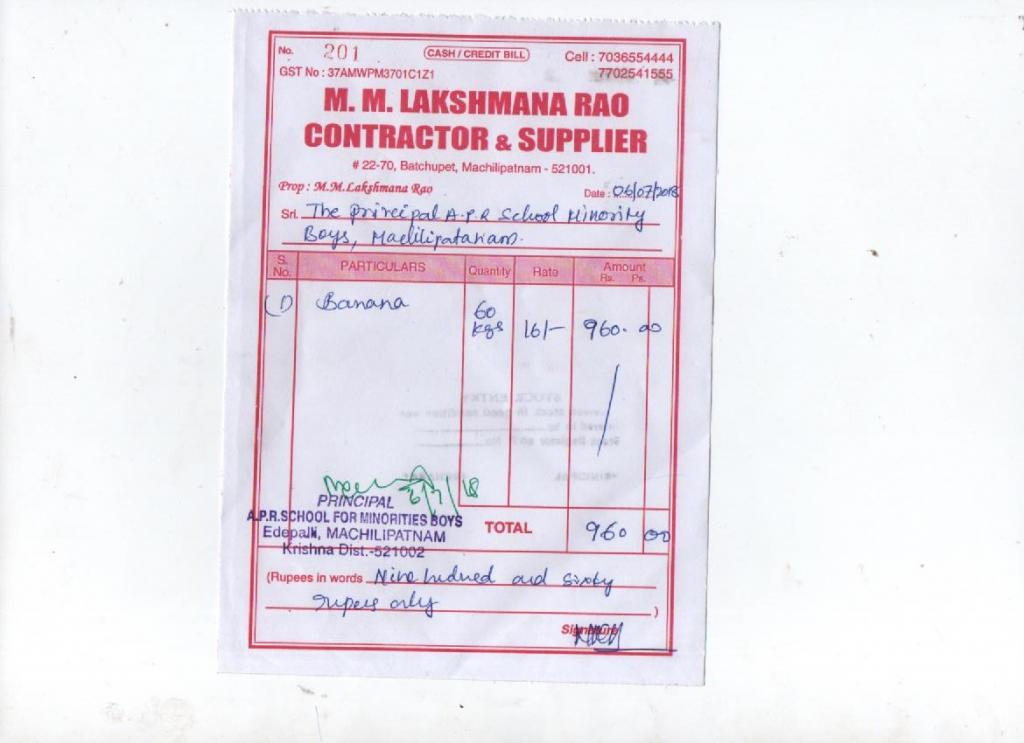 No. 201 CASH / CREDIT BILL Cell : 7036554444
GST No : 37AMWPM3701C1Z1 7702541555
M. M. LAKSHMANA RAO
CONTRACTOR & SUPPLIER
# 22-70, Batchupet, Machilipatnam - 521001.
Prop : M.M.Lakshmana Rao Date : 06/07/2018
Sri. The principal A.P.R School Minority
Boys, Machilipatanam.
S. No. PARTICULARS Quantity Rate Amount Rs. Ps.
(1) Banana 60 kgs 16/- 960. 00
STOCK ENTRY
6/7/18
PRINCIPAL
A.P.R.SCHOOL FOR MINORITIES BOYS
Edepalli, MACHILIPATNAM
Krishna Dist.-521002
TOTAL 960 00
(Rupees in words Nine hudred and sixty
rupees only )
Signature